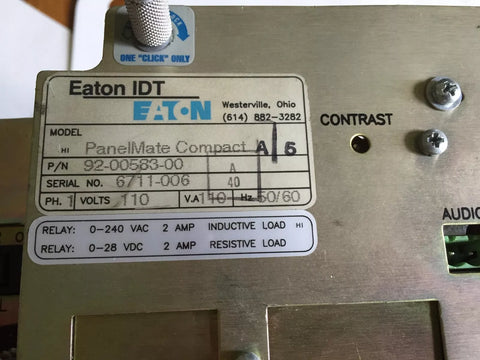 ONE "CLICK" ONLY
Eaton IDT
EATON
Westerville, Ohio
(614) 882-3282
MODEL
HI PanelMate Compact A 5
P/N 92-00583-00 A
SERIAL NO. 6711-006 40
PH. 1 VOLTS 110 V.A 110 Hz 50/60
RELAY: 0-240 VAC 2 AMP INDUCTIVE LOAD HI
RELAY: 0-28 VDC 2 AMP RESISTIVE LOAD
CONTRAST
AUDIO